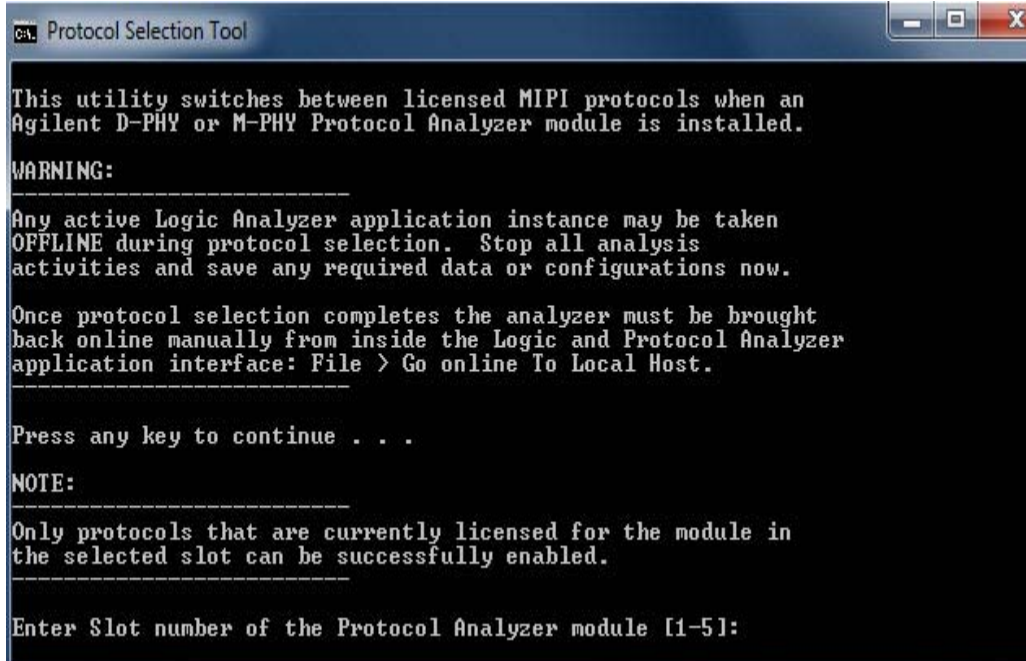 Protocol Selection Tool
This utility switches between licensed MIPI protocols when an
Agilent D-PHY or M-PHY Protocol Analyzer module is installed.
WARNING:
--------------------------
Any active Logic Analyzer application instance may be taken
OFFLINE during protocol selection.  Stop all analysis
activities and save any required data or configurations now.
Once protocol selection completes the analyzer must be brought
back online manually from inside the Logic and Protocol Analyzer
application interface: File > Go online To Local Host.
--------------------------
Press any key to continue . . .
NOTE:
--------------------------
Only protocols that are currently licensed for the module in
the selected slot can be successfully enabled.
--------------------------
Enter Slot number of the Protocol Analyzer module [1-5]: